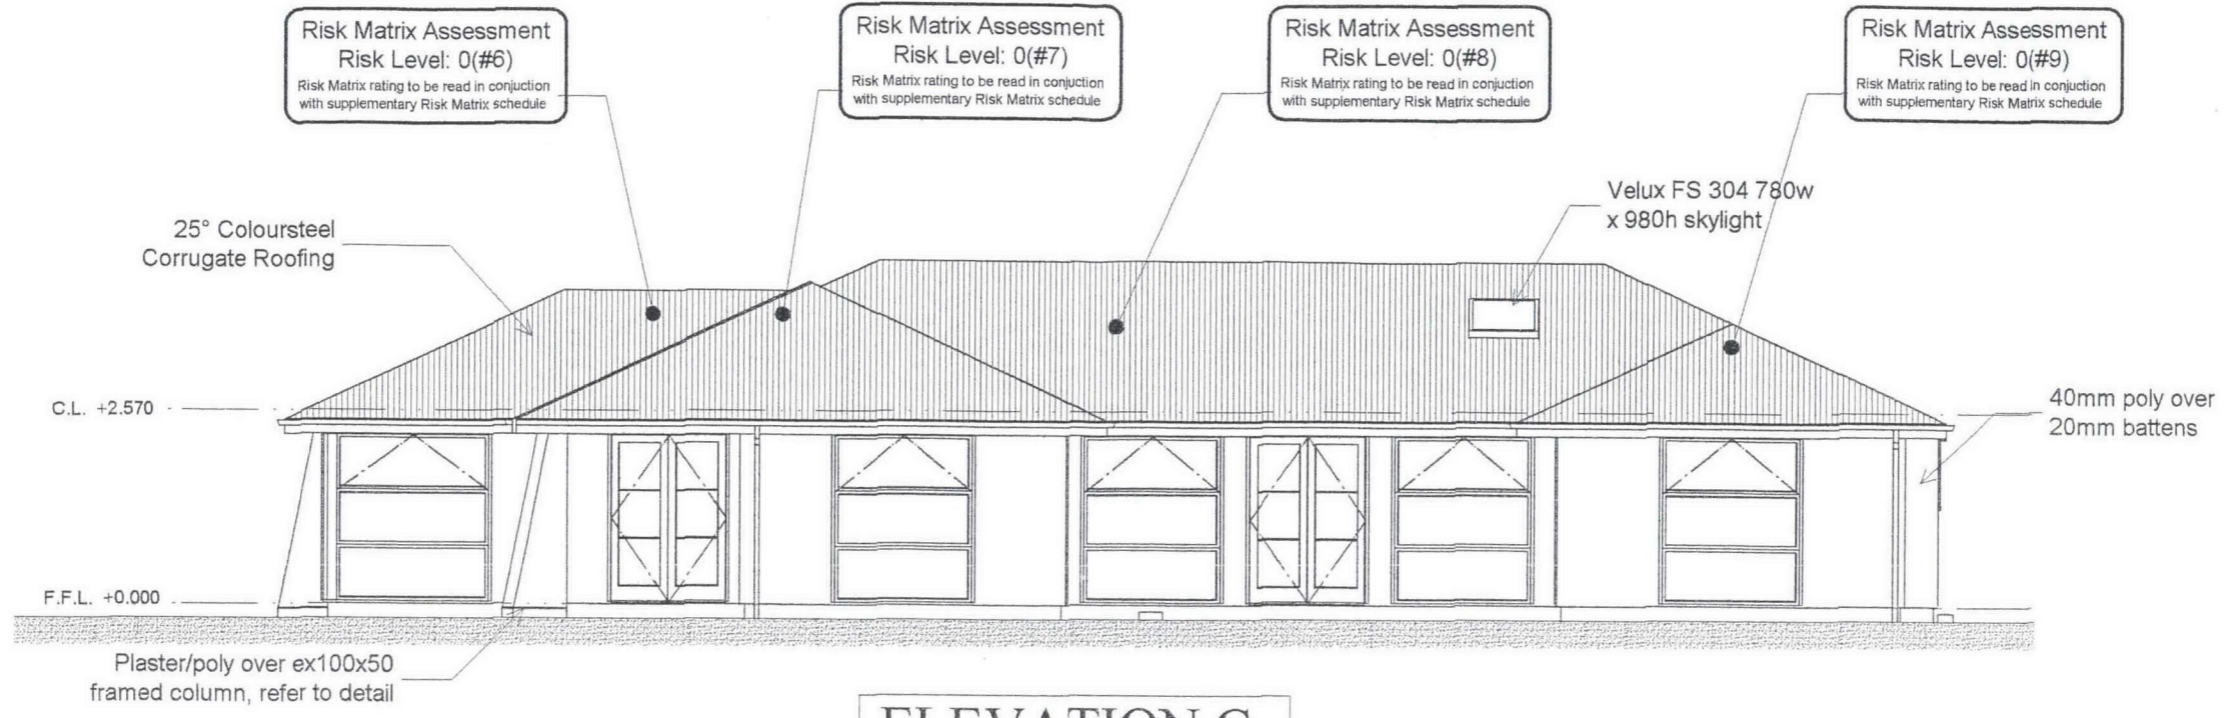 Risk Matrix Assessment
Risk Level: 0(#6)
Risk Matrix rating to be read in conjuction
with supplementary Risk Matrix schedule
Risk Matrix Assessment
Risk Level: 0(#7)
Risk Matrix rating to be read in conjuction
with supplementary Risk Matrix schedule
Risk Matrix Assessment
Risk Level: 0(#8)
Risk Matrix rating to be read in conjuction
with supplementary Risk Matrix schedule
Risk Matrix Assessment
Risk Level: 0(#9)
Risk Matrix rating to be read in conjuction
with supplementary Risk Matrix schedule
Velux FS 304 780w
x 980h skylight
25° Coloursteel
Corrugate Roofing
C.L. +2.570
40mm poly over
20mm battens
F.F.L. +0.000
Plaster/poly over ex100x50
framed column, refer to detail
ELEVATION C